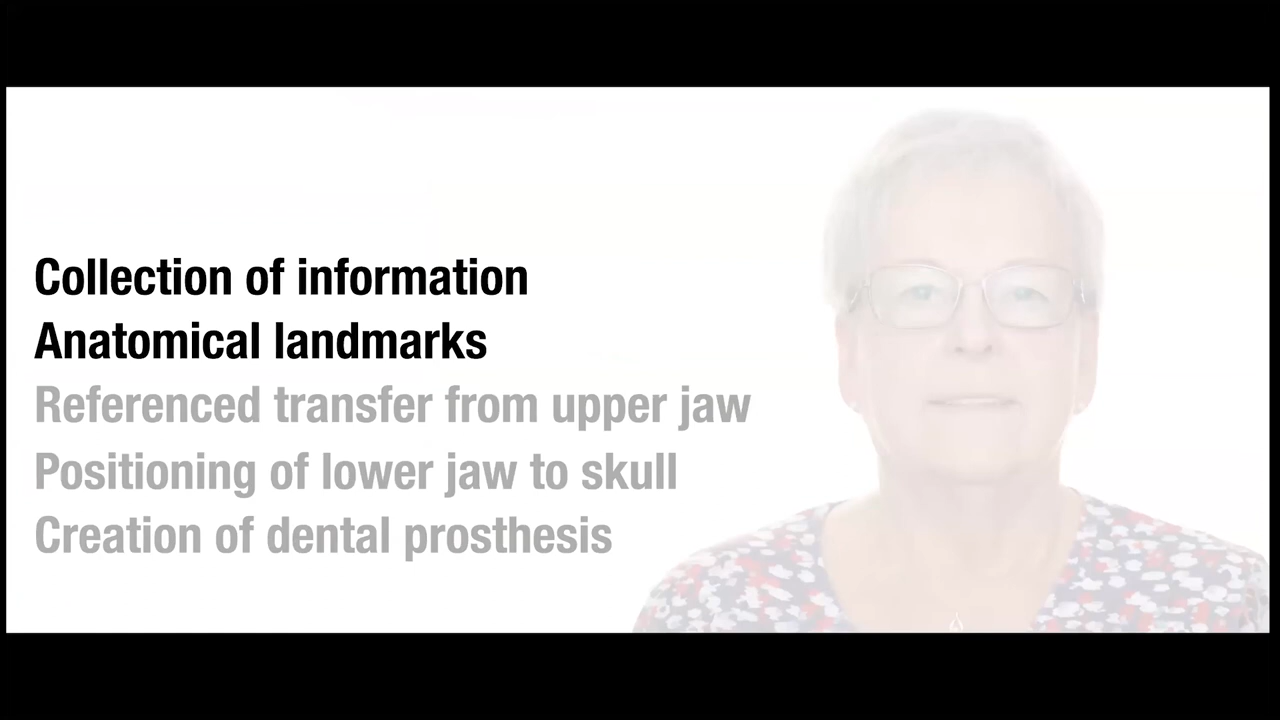 Collection of information
Anatomical landmarks
Referenced transfer from upper jaw
Positioning of lower jaw to skull
Creation of dental prosthesis